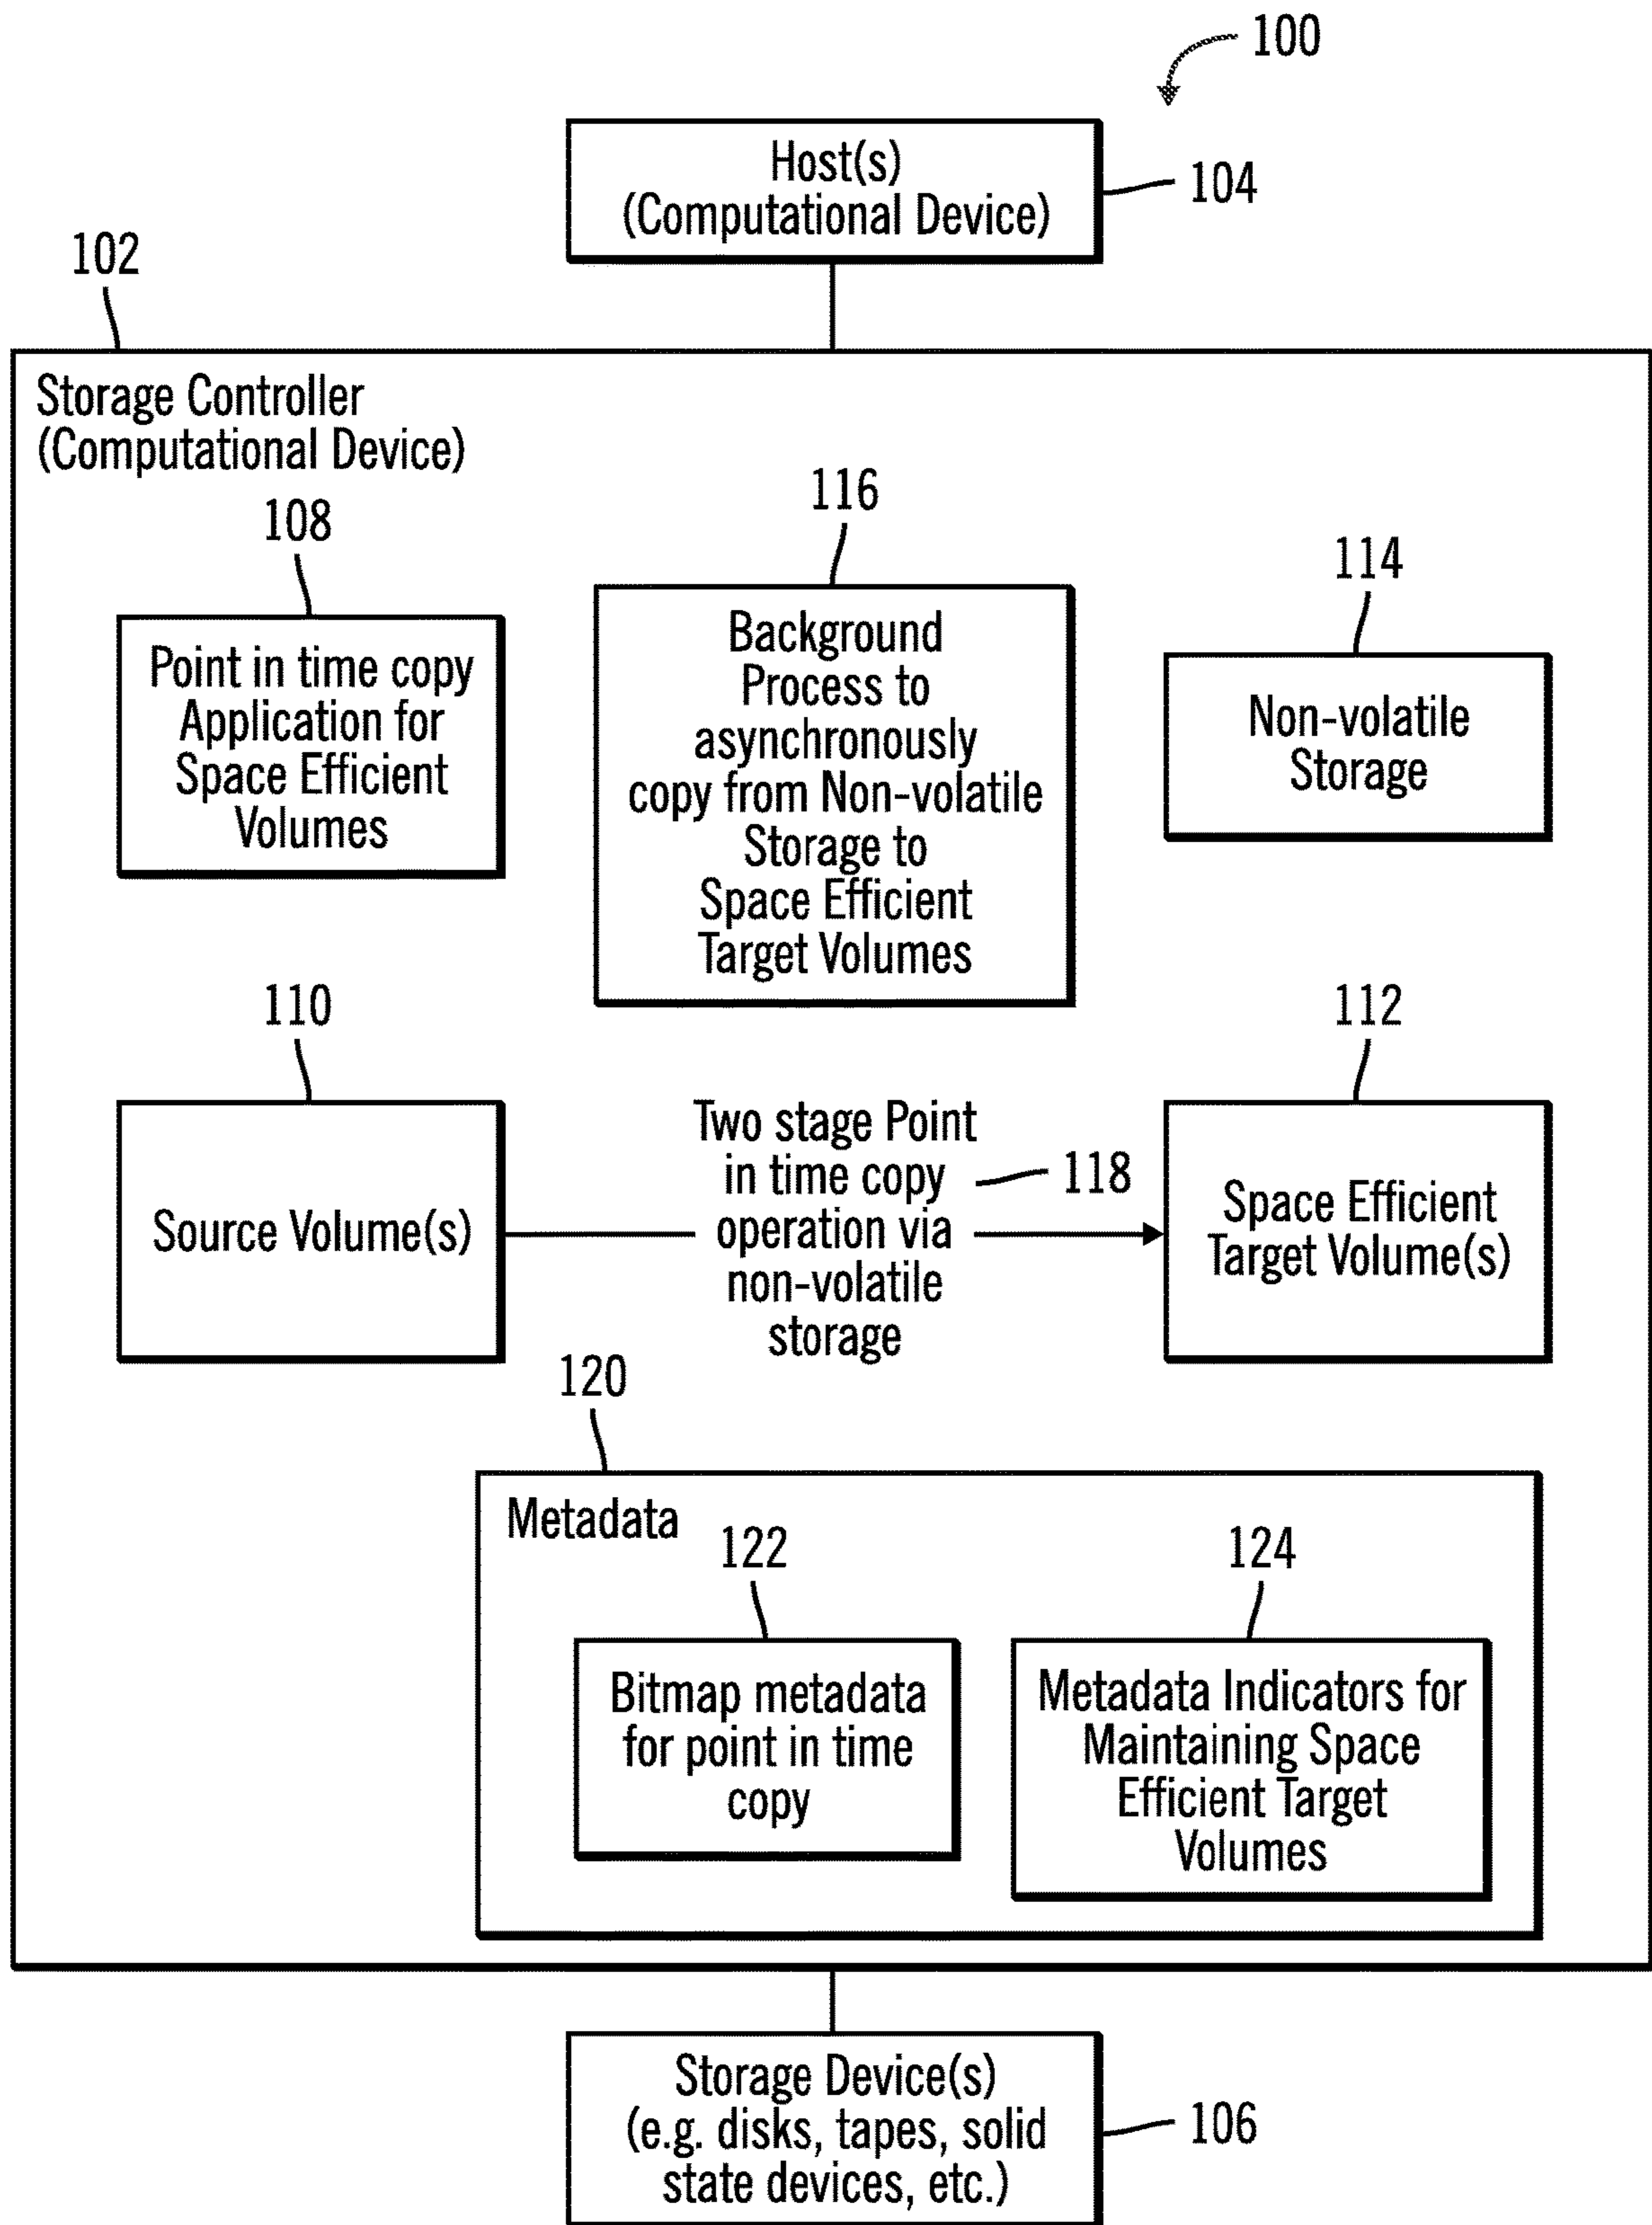 100
Host(s)
(Computational Device)
104
102
Storage Controller
(Computational Device)
108
Point in time copy
Application for
Space Efficient
Volumes
116
Background
Process to
asynchronously
copy from Non-volatile
Storage to
Space Efficient
Target Volumes
114
Non-volatile
Storage
110
Source Volume(s)
Two stage Point
in time copy
operation via
non-volatile
storage
118
112
Space Efficient
Target Volume(s)
120
Metadata
122
Bitmap metadata
for point in time
copy
124
Metadata Indicators for
Maintaining Space
Efficient Target
Volumes
Storage Device(s)
(e.g. disks, tapes, solid
state devices, etc.)
106